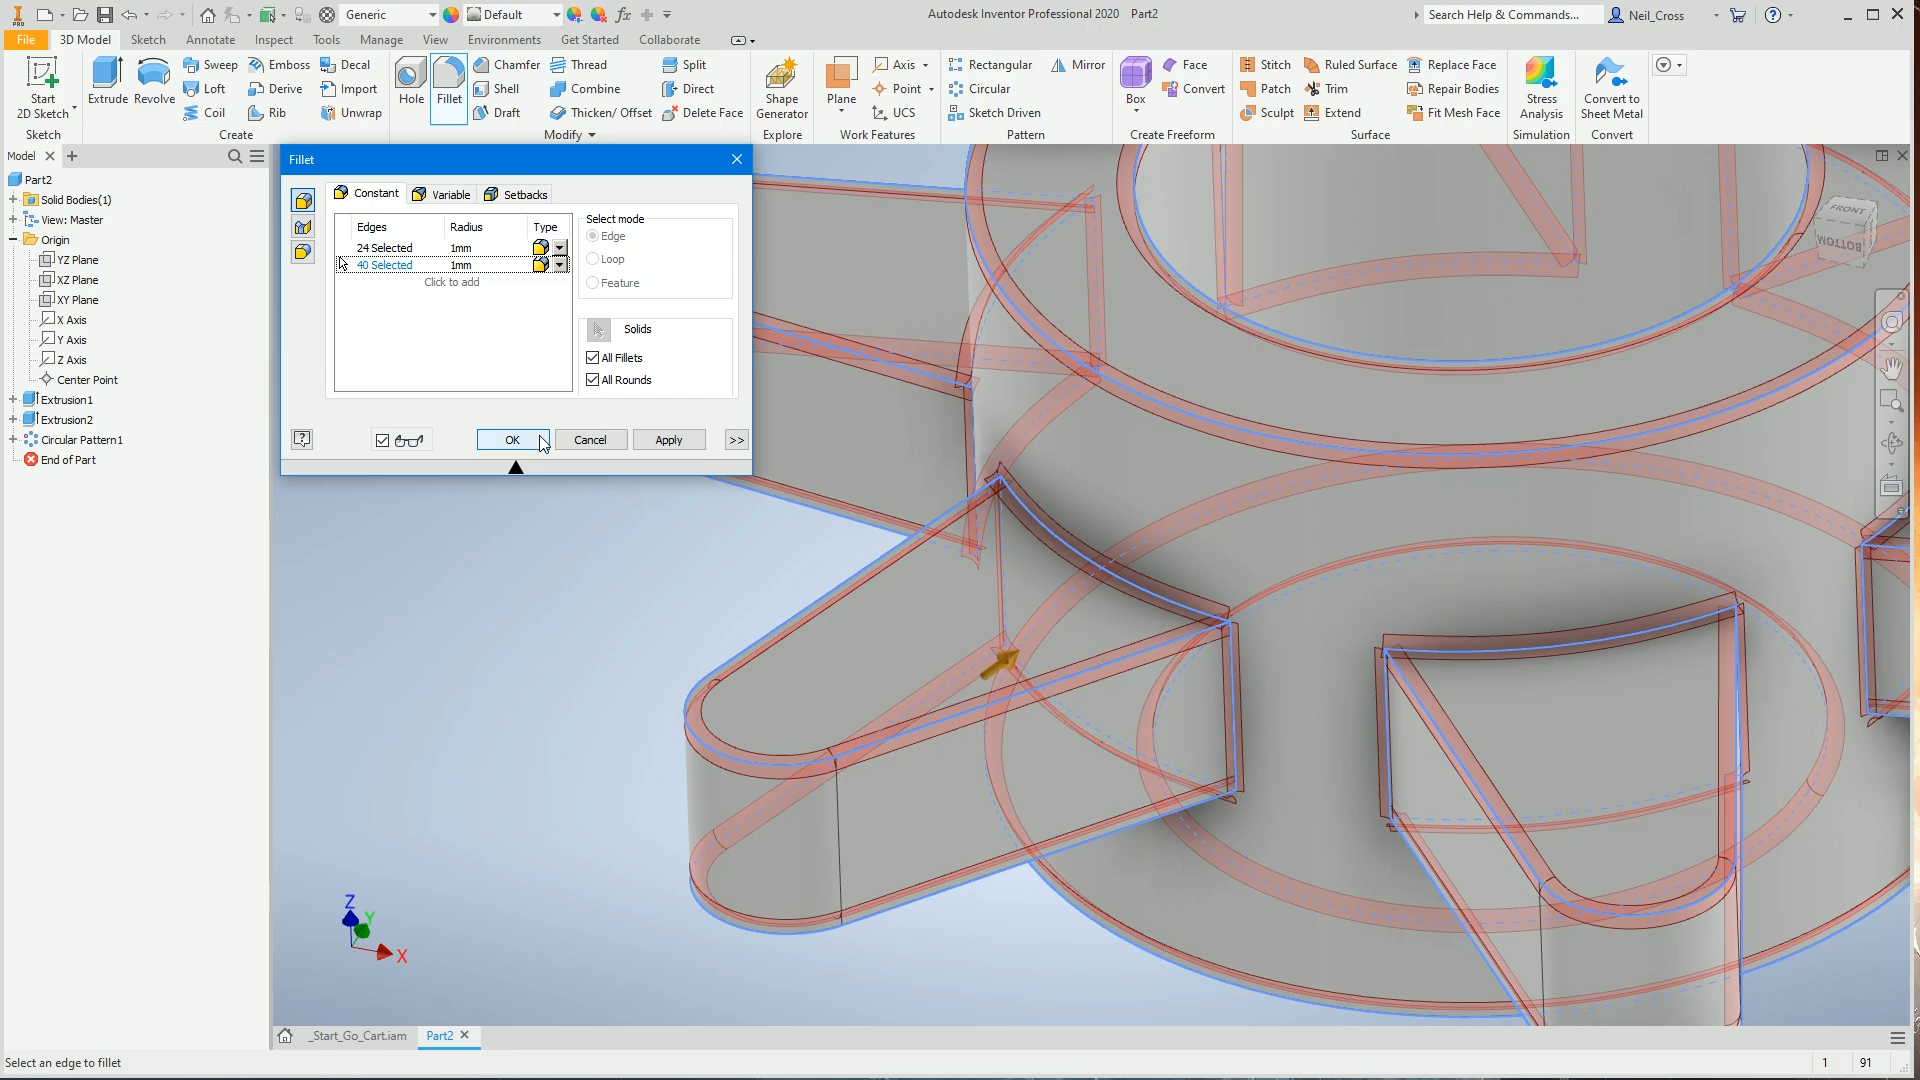 PRO
Generic
Default
fx
Autodesk Inventor Professional 2020 Part2
Search Help & Commands...
Neil_Cross
File
3D Model
Sketch
Annotate
Inspect
Tools
Manage
View
Environments
Get Started
Collaborate
Start
2D Sketch
Sketch
Extrude
Revolve
Sweep
Loft
Coil
Emboss
Derive
Rib
Decal
Import
Unwrap
Create
Hole
Fillet
Chamfer
Shell
Draft
Thread
Combine
Thicken/ Offset
Split
Direct
Delete Face
Modify
Shape
Generator
Explore
Plane
Axis
Point
UCS
Work Features
Rectangular
Circular
Sketch Driven
Mirror
Pattern
Box
Face
Convert
Create Freeform
Stitch
Patch
Sculpt
Ruled Surface
Trim
Extend
Replace Face
Repair Bodies
Fit Mesh Face
Surface
Stress
Analysis
Simulation
Convert to
Sheet Metal
Convert
Model
Part2
Solid Bodies(1)
View: Master
Origin
YZ Plane
XZ Plane
XY Plane
X Axis
Y Axis
Z Axis
Center Point
Extrusion1
Extrusion2
Circular Pattern1
End of Part
Fillet
Constant
Variable
Setbacks
Edges Radius Type
24 Selected 1mm
40 Selected 1mm
Click to add
Select mode
Edge
Loop
Feature
Solids
All Fillets
All Rounds
OK
Cancel
Apply
>>
FRONT
BOTTOM
Z
Y
X
_Start_Go_Cart.iam
Part2
Select an edge to fillet
1
91